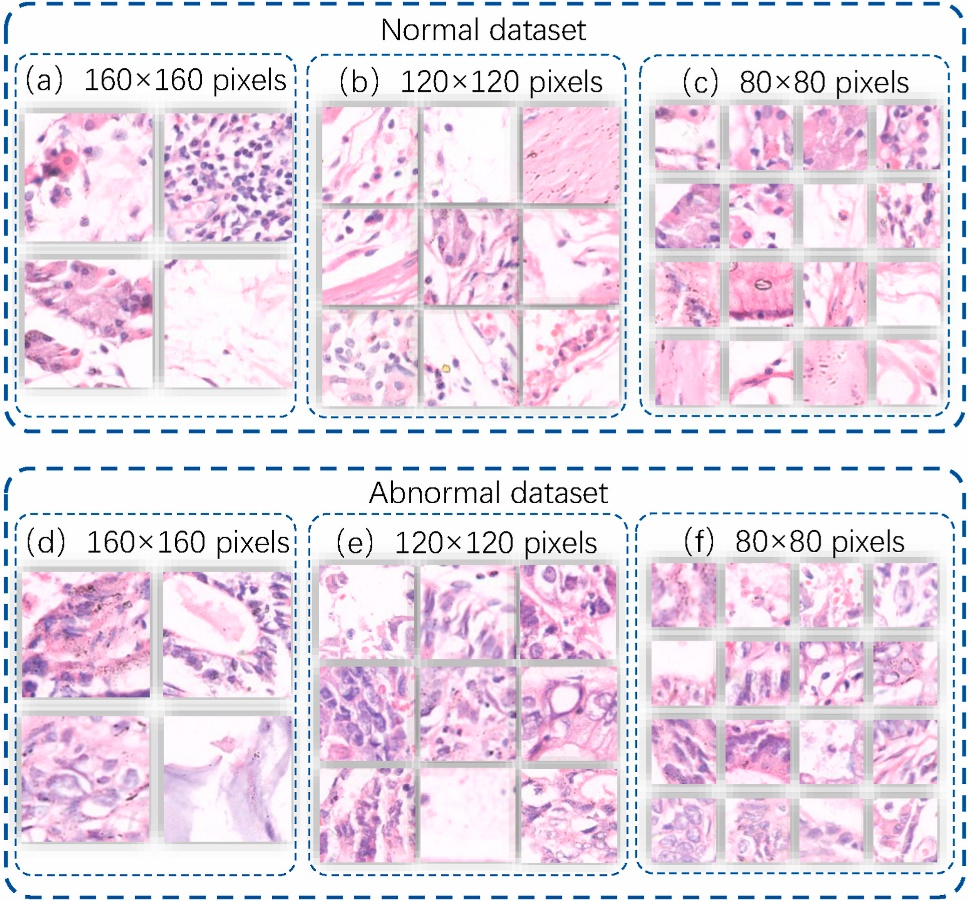 Normal dataset
(a) 160×160 pixels
(b) 120×120 pixels
(c) 80×80 pixels
Abnormal dataset
(d) 160×160 pixels
(e) 120×120 pixels
(f) 80×80 pixels